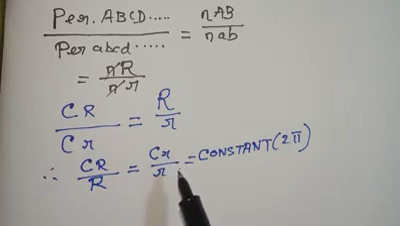 Per. ABCD..... / Per abcd ..... = nAB / nab
= nR / nr
CR / Cr = R / r
∴ CR / R = Cr / r = CONSTANT (2π)